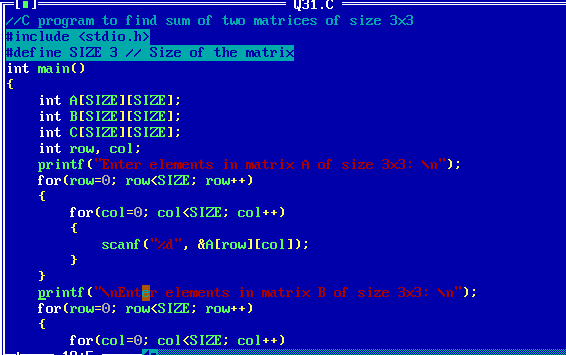 Q31.C
//C program to find sum of two matrices of size 3x3
#include <stdio.h>
#define SIZE 3 // Size of the matrix
int main()
{
int A[SIZE][SIZE];
int B[SIZE][SIZE];
int C[SIZE][SIZE];
int row, col;
printf("Enter elements in matrix A of size 3x3: \n");
for(row=0; row<SIZE; row++)
{
for(col=0; col<SIZE; col++)
{
scanf("%d", &A[row][col]);
}
}
printf("\nEnter elements in matrix B of size 3x3: \n");
for(row=0; row<SIZE; row++)
{
for(col=0; col<SIZE; col++)